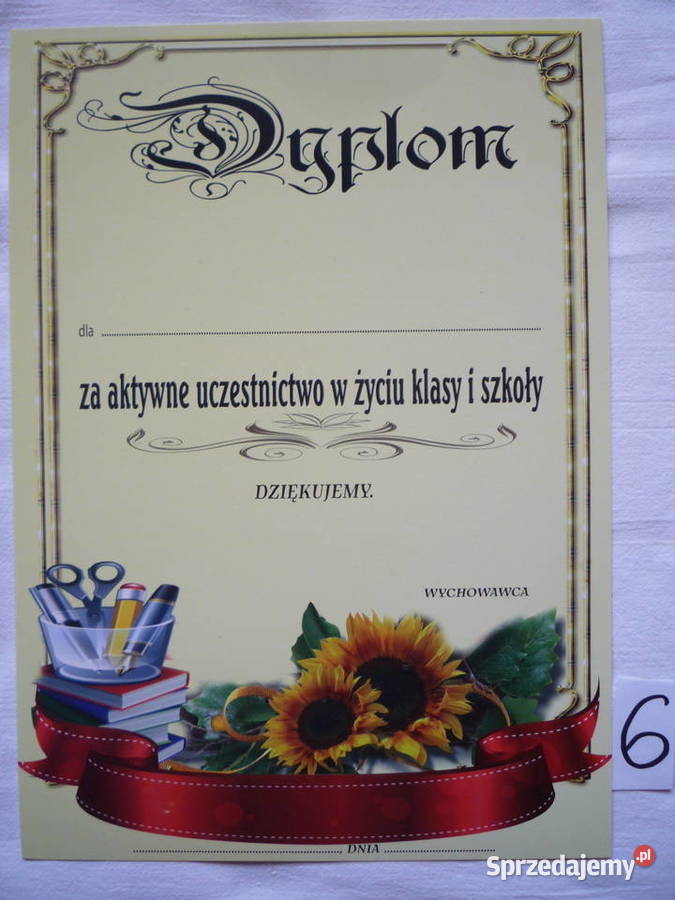 Dyplom
dla ........................................................
za aktywne uczestnictwo w życiu klasy i szkoły
DZIĘKUJEMY.
WYCHOWAWCA
6
........................................, DNIA ....................
Sprzedajemy.pl